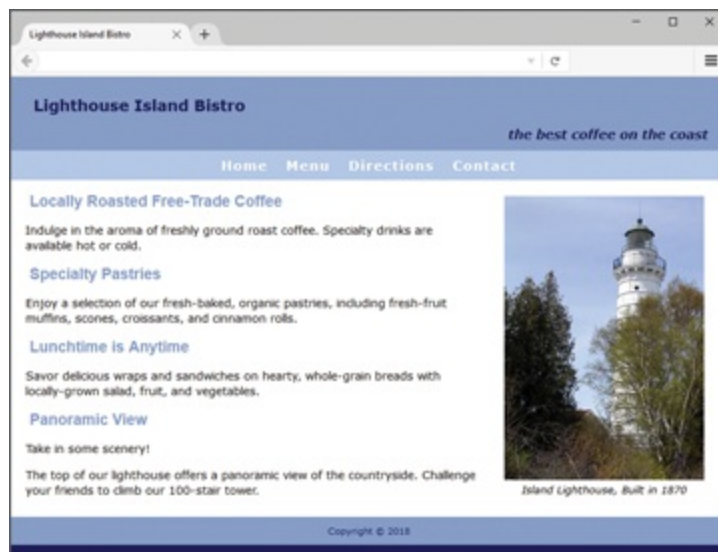 Lighthouse Island Bistro
Lighthouse Island Bistro
the best coffee on the coast
Home Menu Directions Contact
Locally Roasted Free-Trade Coffee
Indulge in the aroma of freshly ground roast coffee. Specialty drinks are
available hot or cold.
Specialty Pastries
Enjoy a selection of our fresh-baked, organic pastries, including fresh-fruit
muffins, scones, croissants, and cinnamon rolls.
Lunchtime is Anytime
Savor delicious wraps and sandwiches on hearty, whole-grain breads with
locally-grown salad, fruit, and vegetables.
Panoramic View
Take in some scenery!
The top of our lighthouse offers a panoramic view of the countryside. Challenge
your friends to climb our 100-stair tower.
Island Lighthouse, Built in 1870
Copyright © 2018